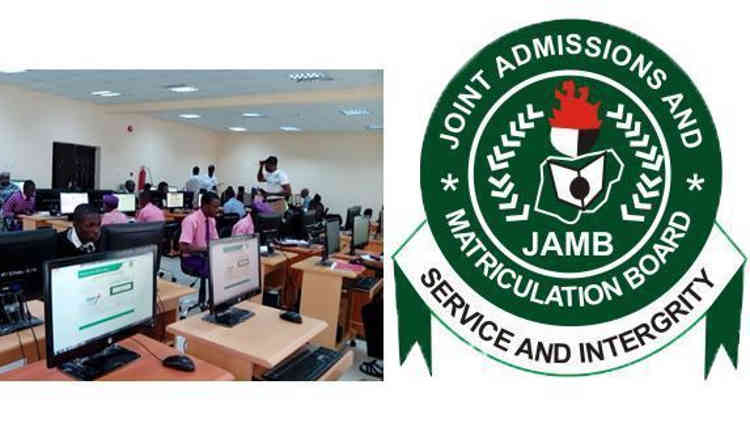 JOINT ADMISSIONS AND
MATRICULATION BOARD
JAMB
SERVICE AND INTERGRITY